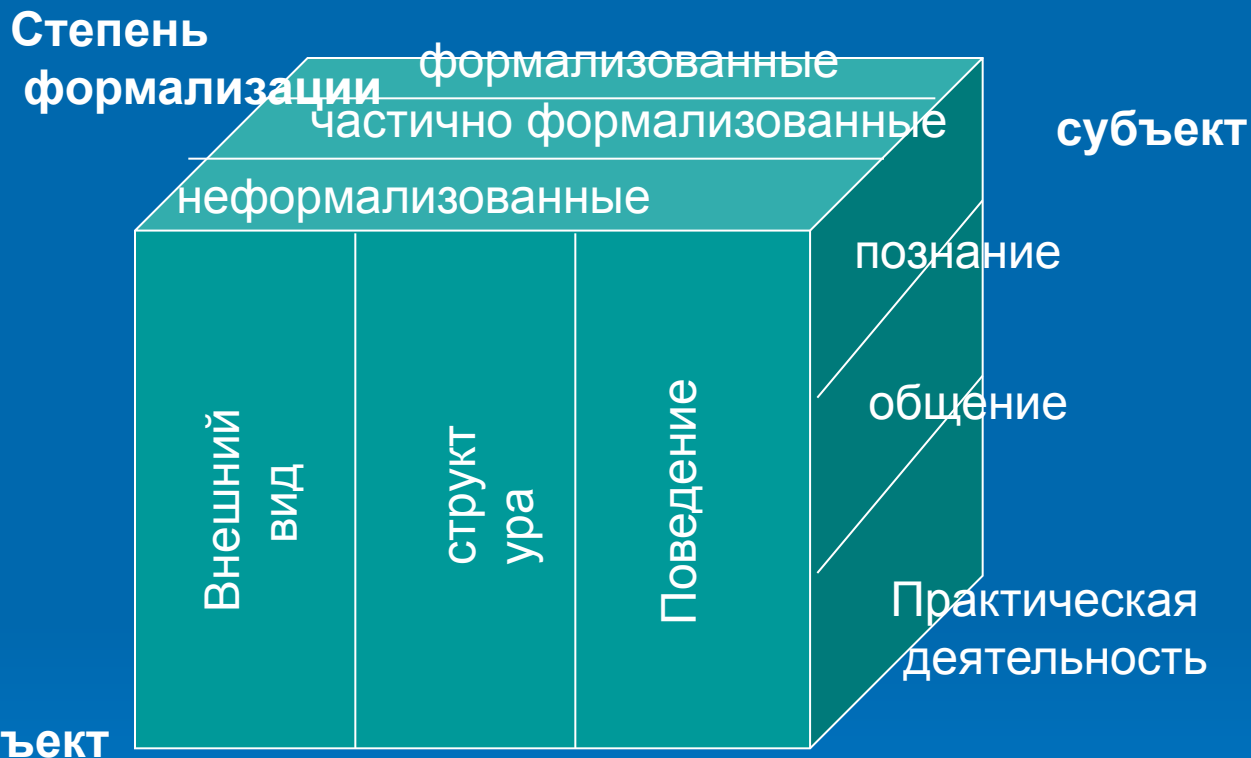 Степень
формализации
формализованные
частично формализованные
неформализованные
субъект
познание
общение
Практическая
деятельность
Внешний
вид
структ
ура
Поведение
ъект